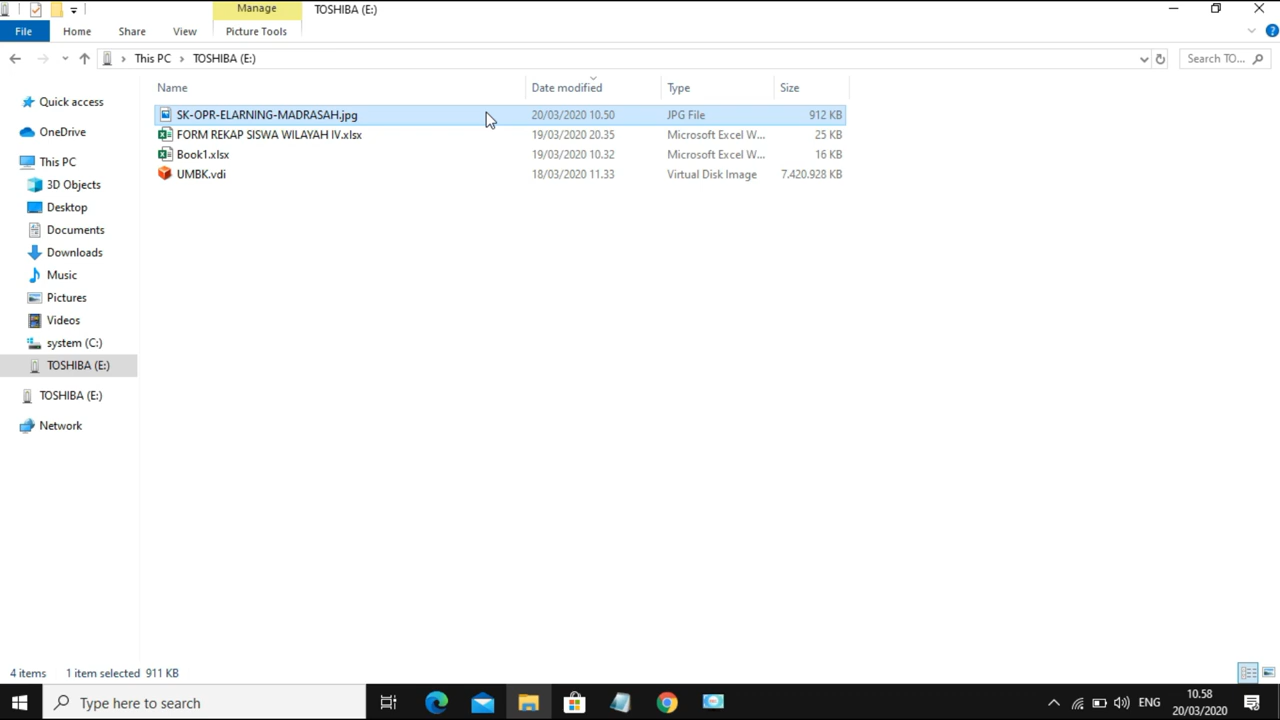 Manage
TOSHIBA (E:)
File
Home
Share
View
Picture Tools
This PC
TOSHIBA (E:)
Search TO...
Name
Date modified
Type
Size
SK-OPR-ELARNING-MADRASAH.jpg
20/03/2020 10.50
JPG File
912 KB
FORM REKAP SISWA WILAYAH IV.xlsx
19/03/2020 20.35
Microsoft Excel W...
25 KB
Book1.xlsx
19/03/2020 10.32
Microsoft Excel W...
16 KB
UMBK.vdi
18/03/2020 11.33
Virtual Disk Image
7.420.928 KB
Quick access
OneDrive
This PC
3D Objects
Desktop
Documents
Downloads
Music
Pictures
Videos
system (C:)
TOSHIBA (E:)
TOSHIBA (E:)
Network
4 items
1 item selected 911 KB
Type here to search
ENG
10.58
20/03/2020